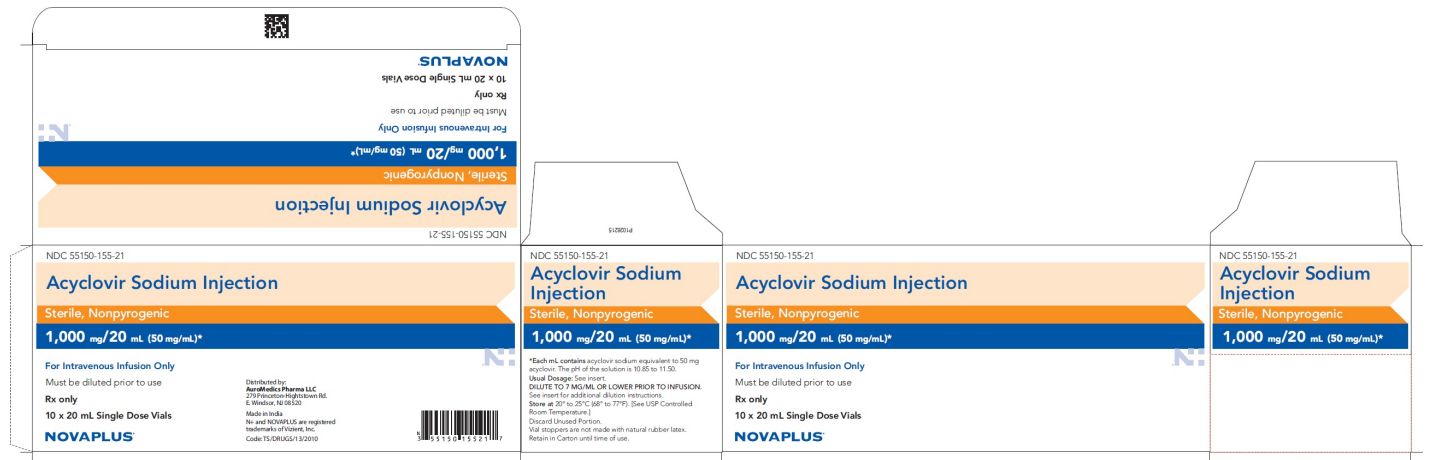 NOVAPLUS®
10 x 20 mL Single Dose Vials
Rx only
Must be diluted prior to use
For Intravenous Infusion Only
1,000 mg/20 mL (50 mg/mL)*
Sterile, Nonpyrogenic
Acyclovir Sodium Injection
NDC 55150-155-21
P1028215
NDC 55150-155-21
Acyclovir Sodium Injection
Sterile, Nonpyrogenic
1,000 mg/20 mL (50 mg/mL)*
For Intravenous Infusion Only
Must be diluted prior to use
Rx only
10 x 20 mL Single Dose Vials
NOVAPLUS®
Distributed by:
AuroMedics Pharma LLC
279 Princeton-Hightstown Rd.
E. Windsor, NJ 08520
Made in India
N+ and NOVAPLUS are registered
trademarks of Vizient, Inc.
Code:TS/DRUGS/13/2010
N
3 55150 15521 7
NDC 55150-155-21
Acyclovir Sodium
Injection
Sterile, Nonpyrogenic
1,000 mg/20 mL (50 mg/mL)*
*Each mL contains acyclovir sodium equivalent to 50 mg
acyclovir. The pH of the solution is 10.85 to 11.50.
Usual Dosage: See insert.
DILUTE TO 7 MG/ML OR LOWER PRIOR TO INFUSION.
See insert for additional dilution instructions.
Store at 20° to 25°C (68° to 77°F). [See USP Controlled
Room Temperature.]
Discard Unused Portion.
Vial stoppers are not made with natural rubber latex.
Retain in Carton until time of use.
NDC 55150-155-21
Acyclovir Sodium Injection
Sterile, Nonpyrogenic
1,000 mg/20 mL (50 mg/mL)*
For Intravenous Infusion Only
Must be diluted prior to use
Rx only
10 x 20 mL Single Dose Vials
NOVAPLUS®
NDC 55150-155-21
Acyclovir Sodium
Injection
Sterile, Nonpyrogenic
1,000 mg/20 mL (50 mg/mL)*